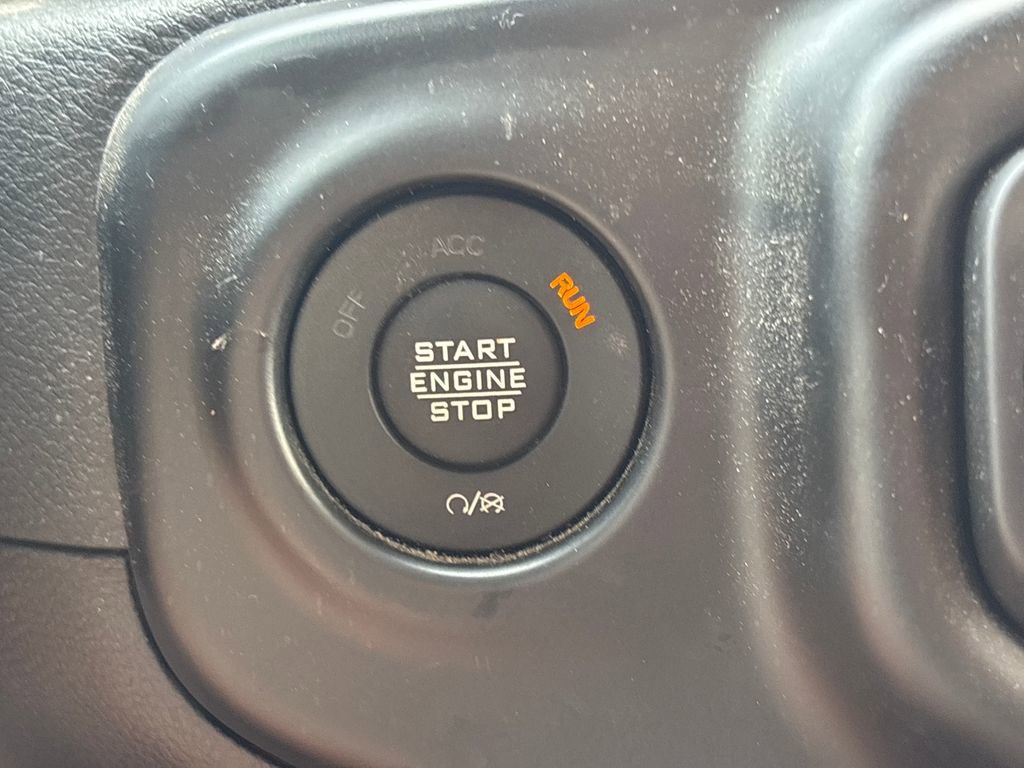 OFF
ACC
RUN
START
ENGINE
STOP